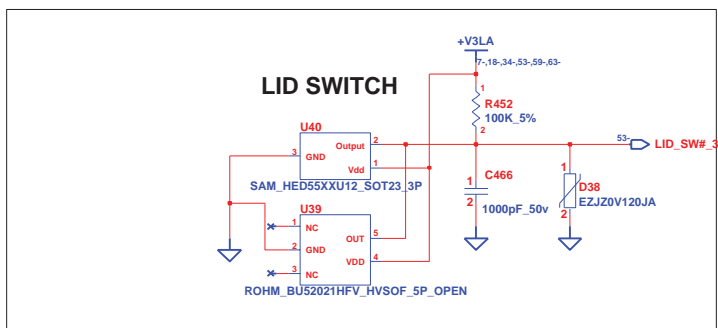 +V3LA
7-,18-,34-,53-,59-,63-
LID SWITCH
1
R452
100K_5%
2
U40
Output 2
3 GND
Vdd 1
SAM_HED55XXU12_SOT23_3P
53-
LID_SW#_3
1
C466
2
1000pF_50v
1
D38
EZJZ0V120JA
2
U39
1 NC
OUT 5
2 GND
VDD 4
3 NC
ROHM_BU52021HFV_HVSOF_5P_OPEN